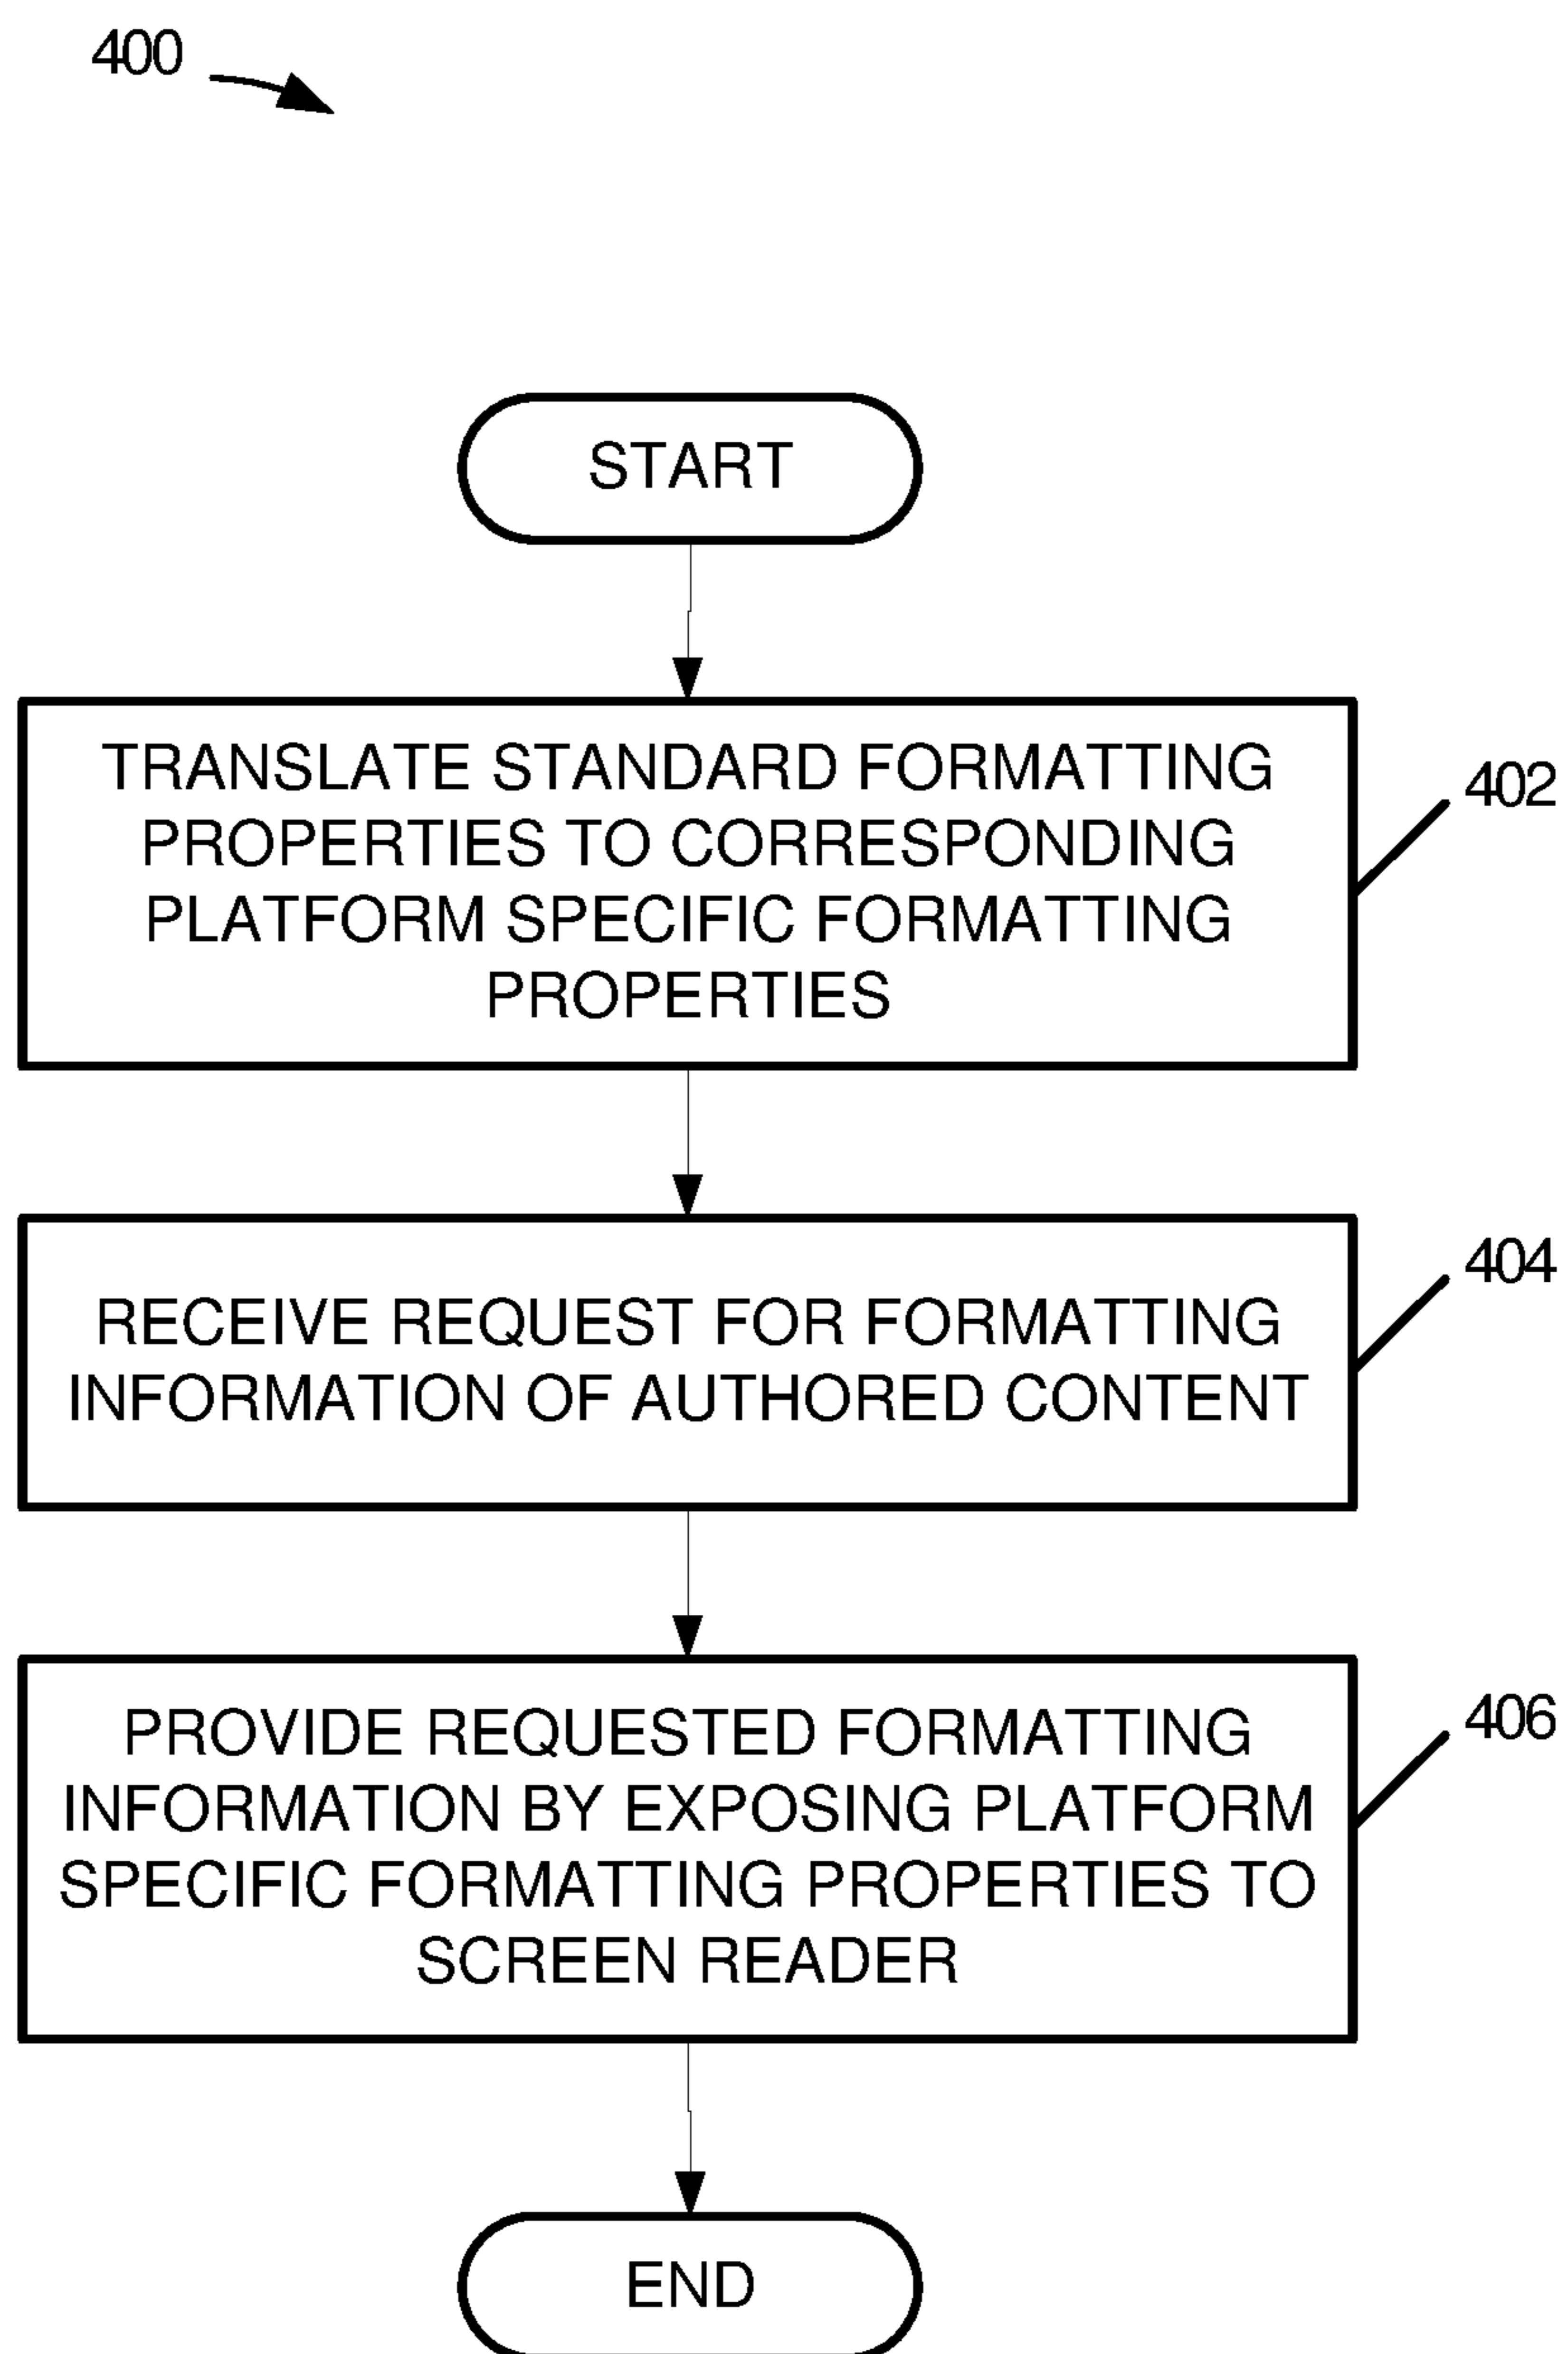 400
START
TRANSLATE STANDARD FORMATTING
PROPERTIES TO CORRESPONDING
PLATFORM SPECIFIC FORMATTING
PROPERTIES
402
RECEIVE REQUEST FOR FORMATTING
INFORMATION OF AUTHORED CONTENT
404
PROVIDE REQUESTED FORMATTING
INFORMATION BY EXPOSING PLATFORM
SPECIFIC FORMATTING PROPERTIES TO
SCREEN READER
406
END